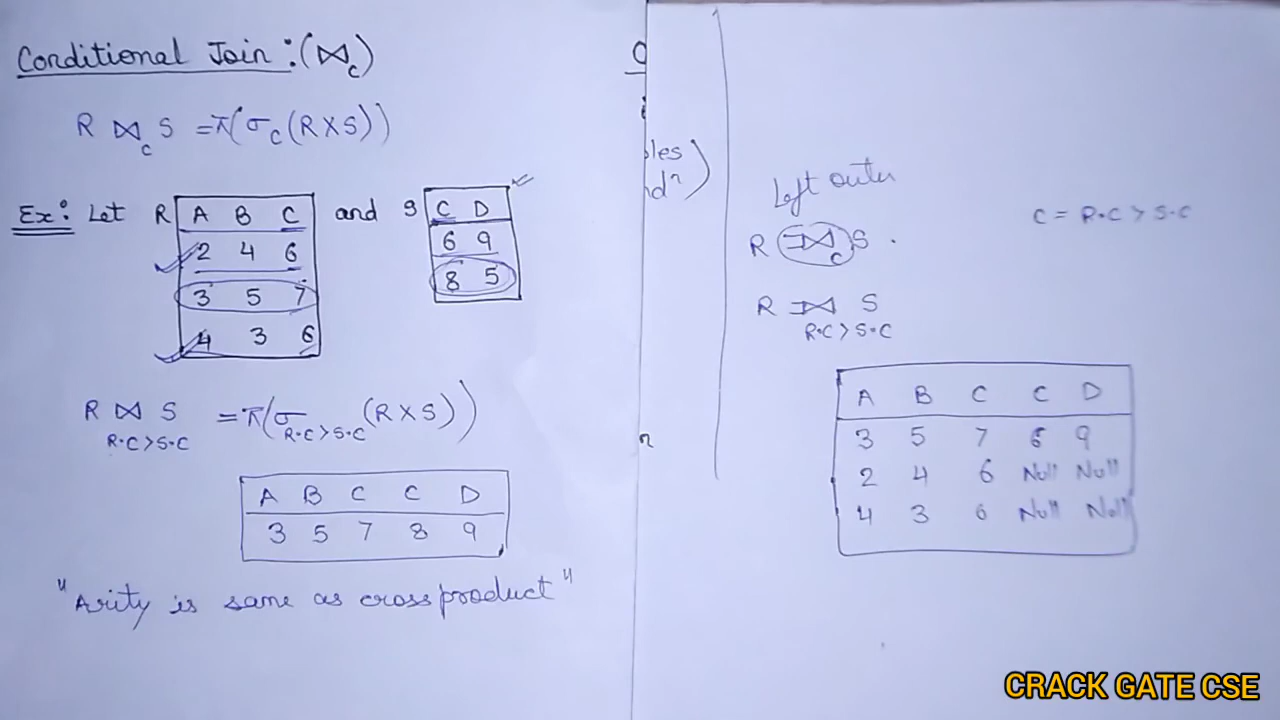 Conditional Join : (⋈c)
R ⋈c S = π(σc(R X S))
Ex: Let R
A B C
2 4 6
3 5 7
4 3 6
and S
C D
6 9
8 5
R ⋈ S = π(σ R.C > S.C (R X S))
R.C > S.C
A B C C D
3 5 7 8 9
"Arity is same as cross product"
Left outer
R ⟕c S .
C = R.C > S.C
R ⟕ S
R.C > S.C
A B C C D
3 5 7 6 9
2 4 6 Null Null
4 3 6 Null Null
CRACK GATE CSE